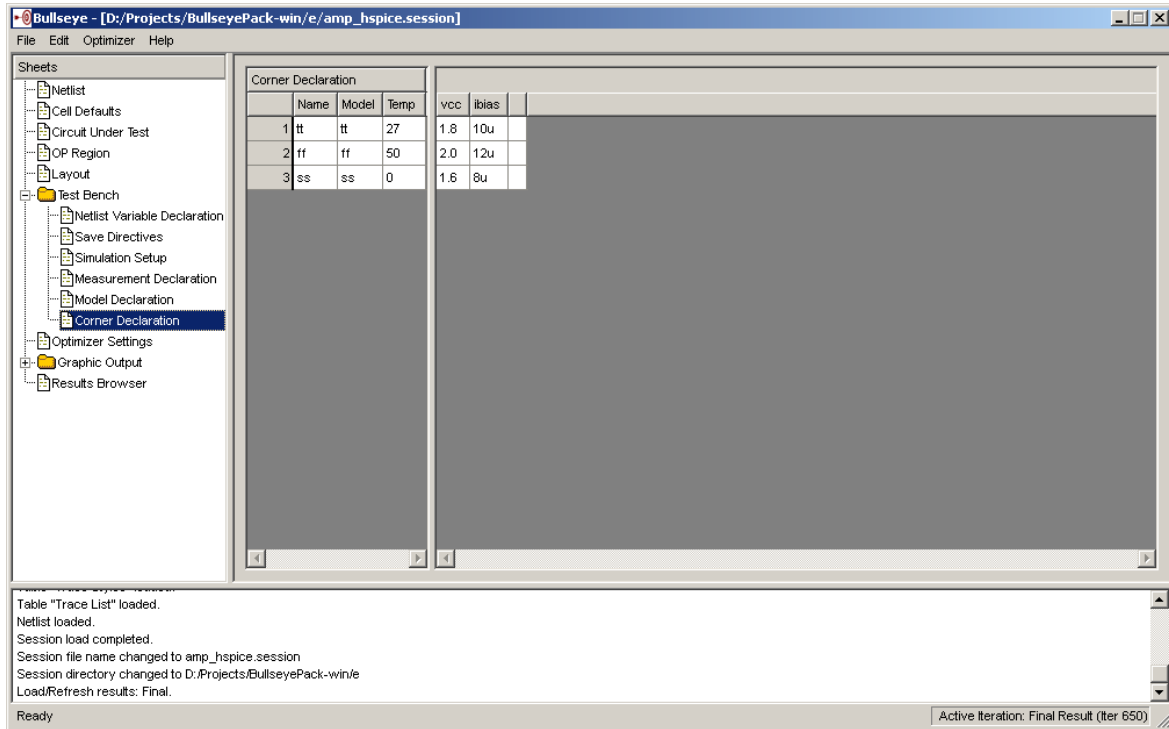 Bullseye - [D:/Projects/BullseyePack-win/e/amp_hspice.session]
File Edit Optimizer Help
Sheets
Netlist
Cell Defaults
Circuit Under Test
OP Region
Layout
Test Bench
Netlist Variable Declaration
Save Directives
Simulation Setup
Measurement Declaration
Model Declaration
Corner Declaration
Optimizer Settings
Graphic Output
Results Browser
Corner Declaration
Name Model Temp vcc ibias
1 tt tt 27 1.8 10u
2 ff ff 50 2.0 12u
3 ss ss 0 1.6 8u
Table "Trace List" loaded.
Netlist loaded.
Session load completed.
Session file name changed to amp_hspice.session
Session directory changed to D:/Projects/BullseyePack-win/e
Load/Refresh results: Final.
Ready
Active Iteration: Final Result (Iter 650)